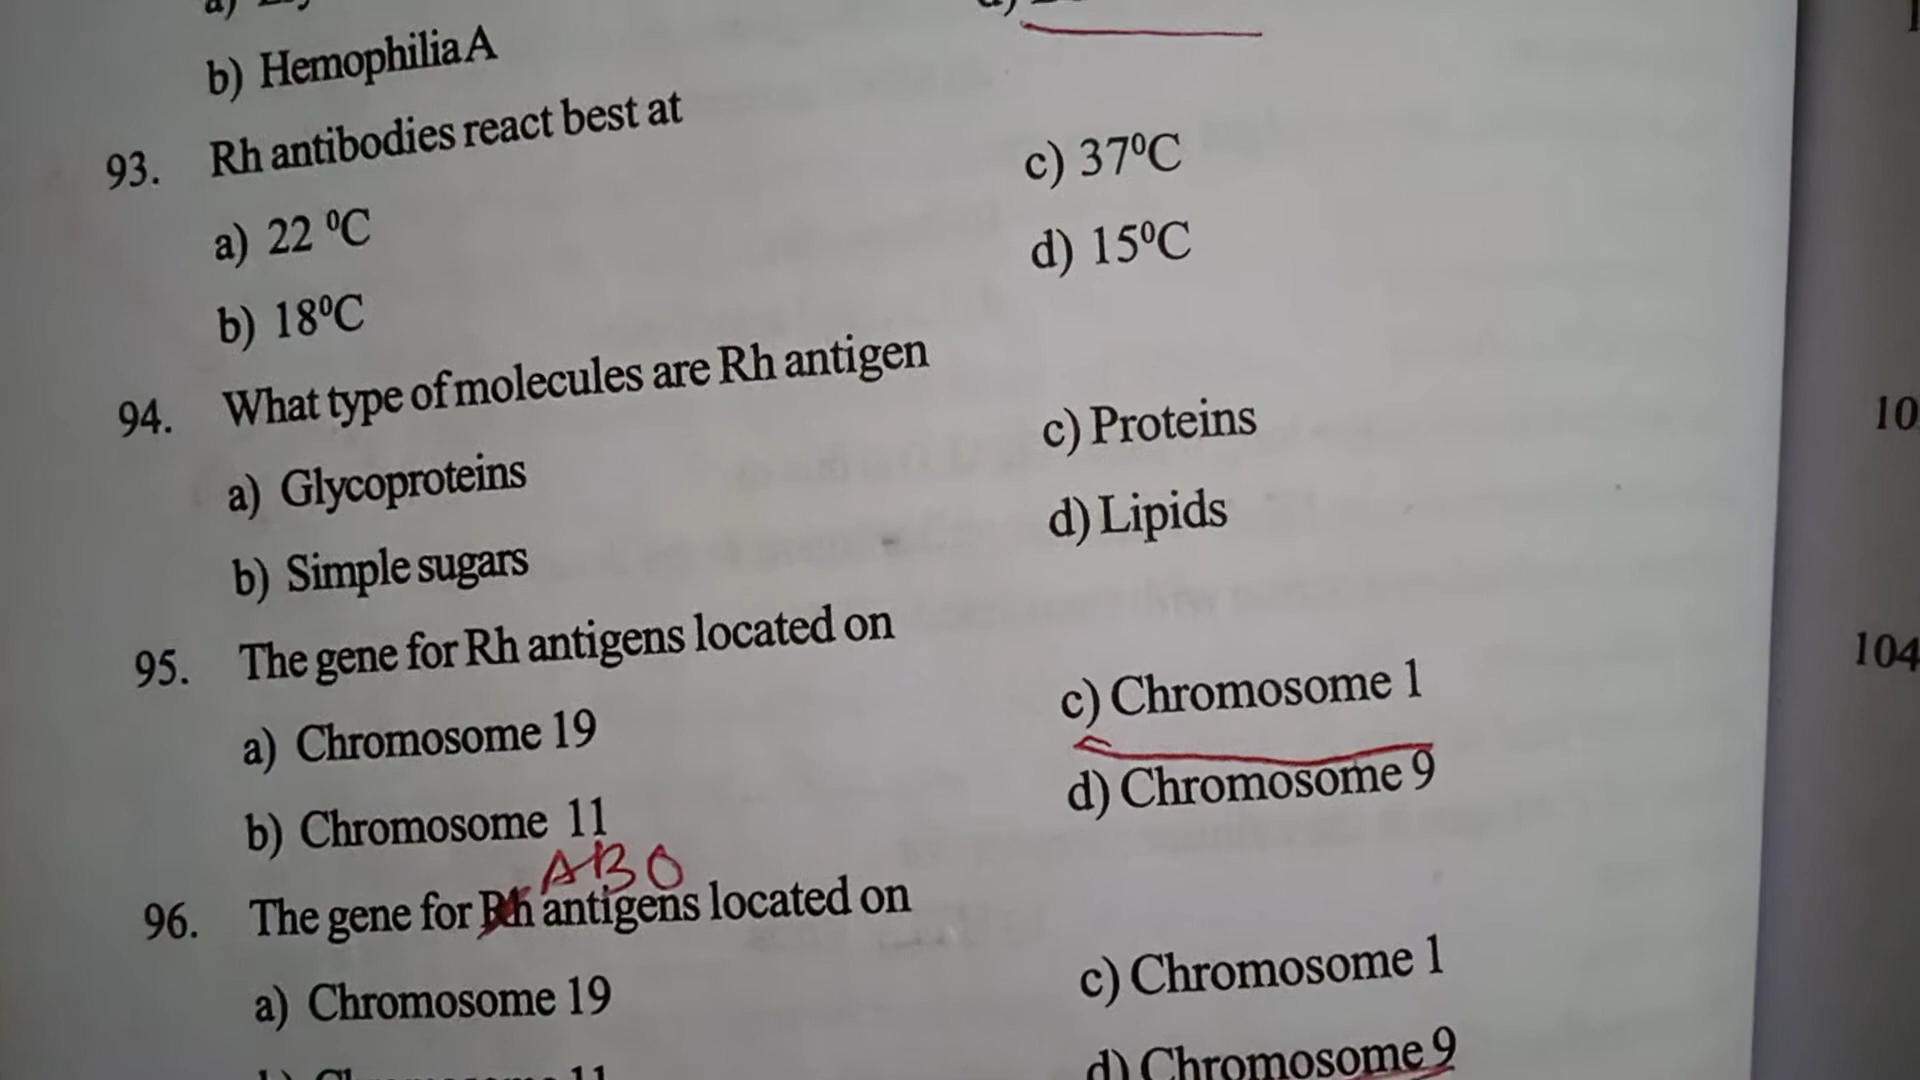 b) Hemophilia A
93. Rh antibodies react best at
a) 22 ⁰C
b) 18⁰C
c) 37⁰C
d) 15⁰C
94. What type of molecules are Rh antigen
a) Glycoproteins
b) Simple sugars
c) Proteins
d) Lipids
95. The gene for Rh antigens located on
a) Chromosome 19
b) Chromosome 11
c) Chromosome 1
d) Chromosome 9
ABO
96. The gene for Rh antigens located on
a) Chromosome 19
11
c) Chromosome 1
d) Chromosome 9
10
104